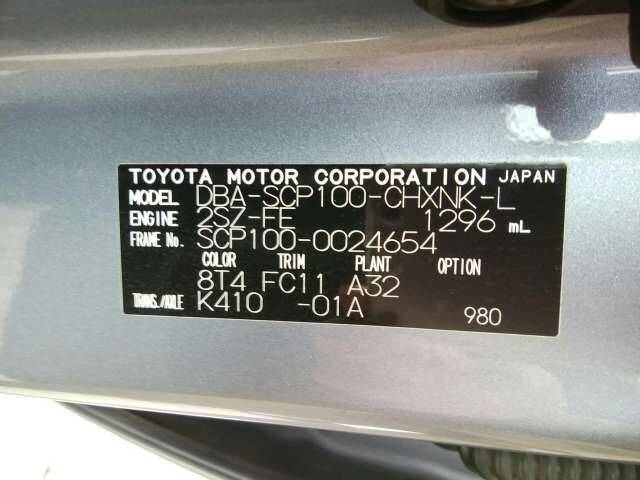 TOYOTA MOTOR CORPORATION JAPAN
MODEL DBA-SCP100-CHXNK-L
ENGINE 2SZ-FE 1296 mL
FRAME No. SCP100-0024654
COLOR TRIM PLANT OPTION
8T4 FC11 A32
TRANS./AXLE K410 -01A 980